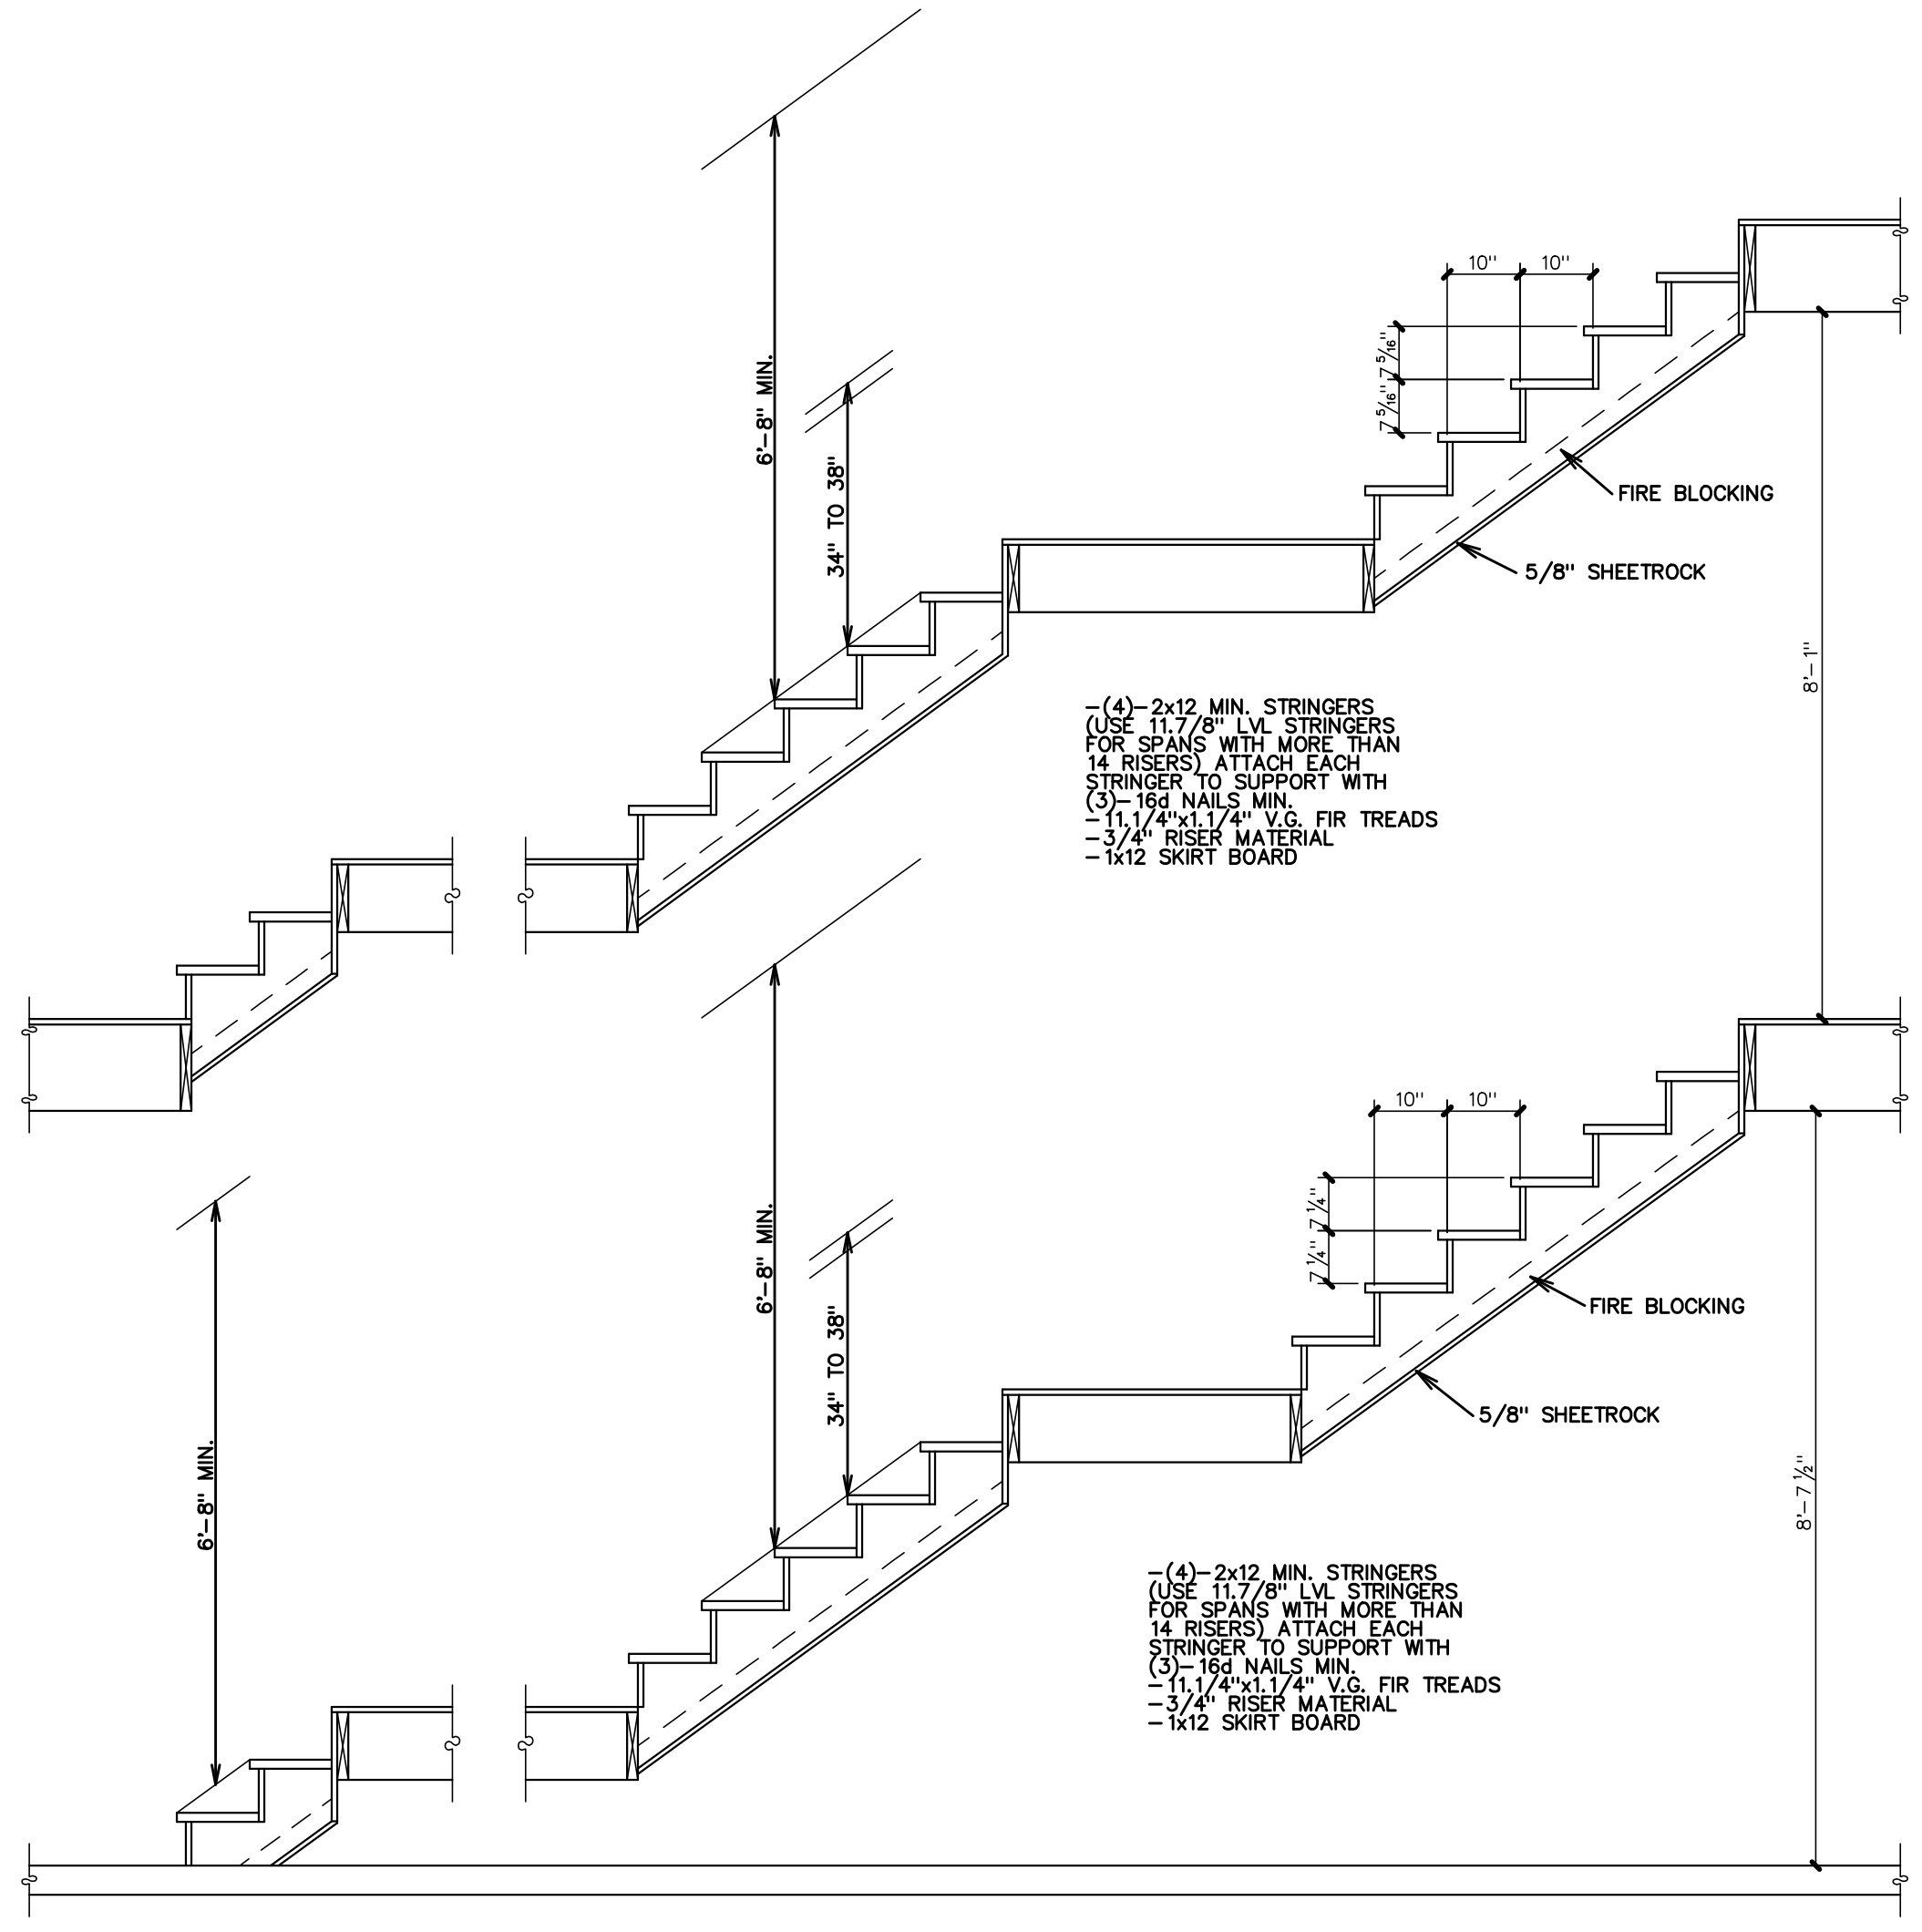 10" 10"
7 5/16"
7 5/16"
6'-8" MIN.
34" TO 38"
FIRE BLOCKING
5/8" SHEETROCK
8'-1"
-(4)-2x12 MIN. STRINGERS
(USE 11.7/8" LVL STRINGERS
FOR SPANS WITH MORE THAN
14 RISERS) ATTACH EACH
STRINGER TO SUPPORT WITH
(3)-16d NAILS MIN.
-11.1/4"x1.1/4" V.G. FIR TREADS
-3/4" RISER MATERIAL
-1x12 SKIRT BOARD
10" 10"
7 1/4"
7 1/4"
6'-8" MIN.
34" TO 38"
FIRE BLOCKING
5/8" SHEETROCK
6'-8" MIN.
8'-7 1/2"
-(4)-2x12 MIN. STRINGERS
(USE 11.7/8" LVL STRINGERS
FOR SPANS WITH MORE THAN
14 RISERS) ATTACH EACH
STRINGER TO SUPPORT WITH
(3)-16d NAILS MIN.
-11.1/4"x1.1/4" V.G. FIR TREADS
-3/4" RISER MATERIAL
-1x12 SKIRT BOARD